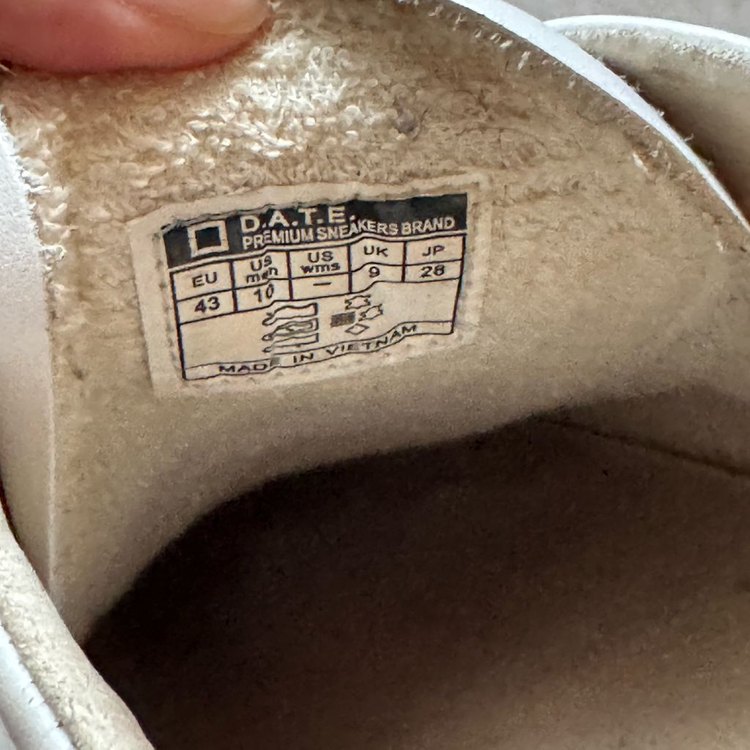 D.A.T.E.
PREMIUM SNEAKERS BRAND
EU US men US wms UK JP
43 10 – 9 28
MADE IN VIETNAM